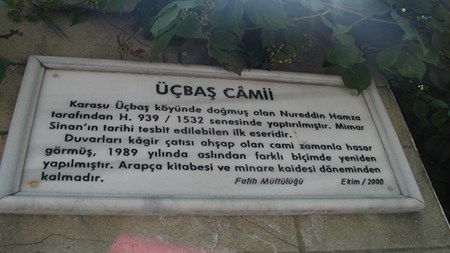 ÜÇBAŞ CÂMİİ
Karasu Üçbaş köyünde doğmuş olan Nureddin Hamza
tarafından H. 939 / 1532 senesinde yaptırılmıştır. Mimar
Sinan'ın tarihi tesbit edilebilen ilk eseridir.
Duvarları kâgir çatısı ahşap olan cami zamanla hasar
görmüş, 1989 yılında aslından farklı biçimde yeniden
yapılmıştır. Arapça kitabesi ve minare kaidesi döneminden
kalmadır.
Fatih Müftülüğü Ekim / 2000